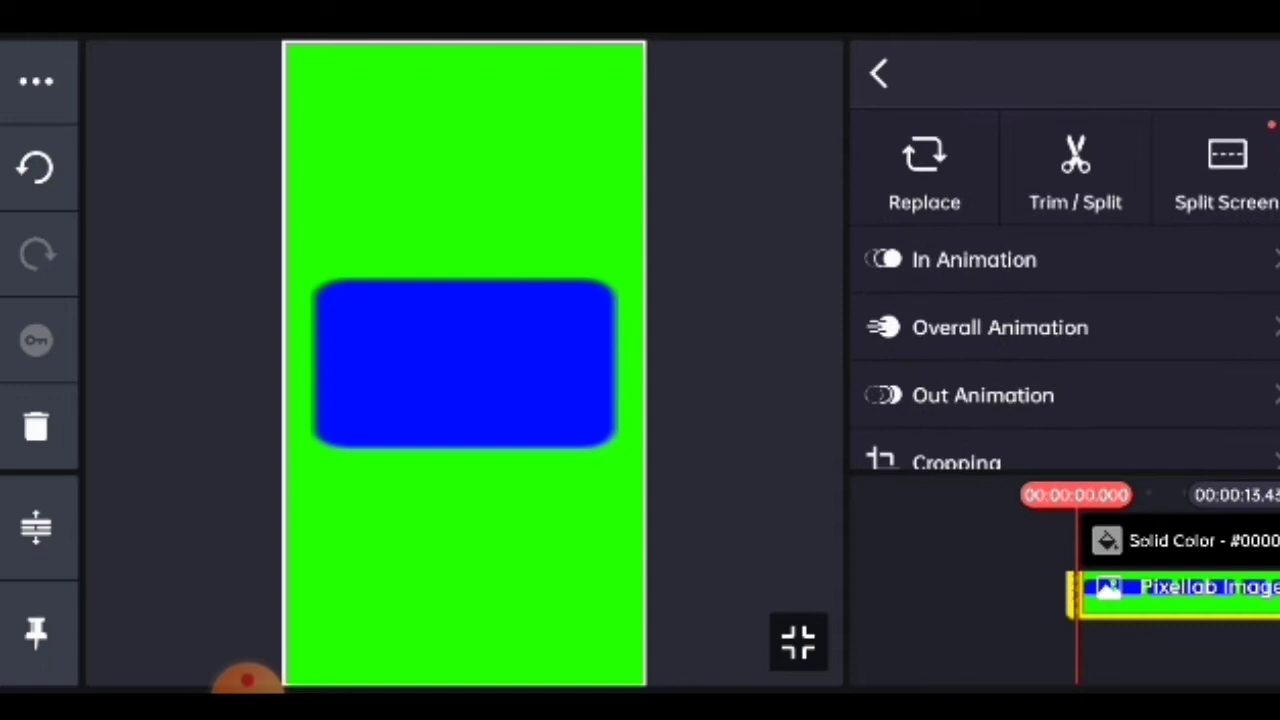 Replace
Trim / Split
Split Screen
In Animation
Overall Animation
Out Animation
Cropping
00:00:00.000
00:00:13.43
Solid Color - #0000
Pixellab Image